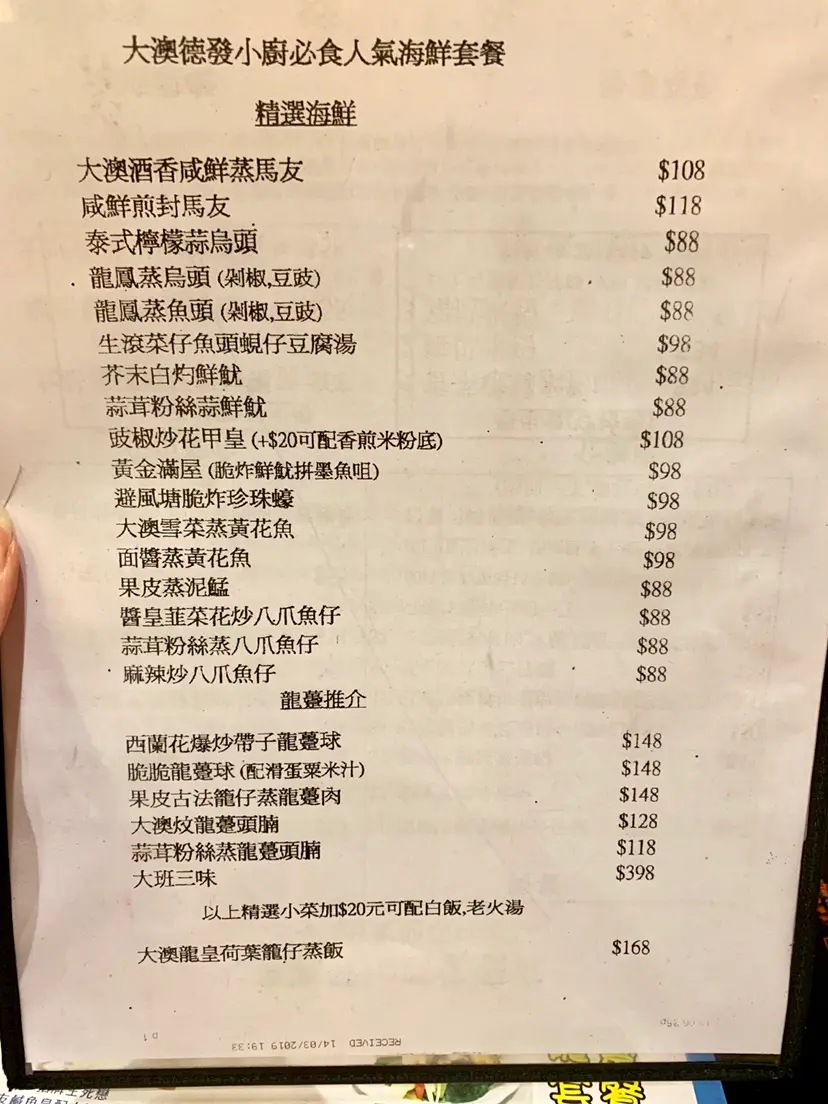 大澳德發小廚必食人氣海鮮套餐
精選海鮮
大澳酒香咸鮮蒸馬友 $108
咸鮮煎封馬友 $118
泰式檸檬蒜烏頭 $88
龍鳳蒸烏頭 (剁椒,豆豉) $88
龍鳳蒸魚頭 (剁椒,豆豉) $88
生滾菜仔魚頭蜆仔豆腐湯 $98
芥末白灼鮮魷 $88
蒜茸粉絲蒜鮮魷 $88
豉椒炒花甲皇 (+$20可配香煎米粉底) $108
黃金滿屋 (脆炸鮮魷拼墨魚咀) $98
避風塘脆炸珍珠蠔 $98
大澳雪菜蒸黃花魚 $98
面醬蒸黃花魚 $98
果皮蒸泥鯭 $88
醬皇韮菜花炒八爪魚仔 $88
蒜茸粉絲蒸八爪魚仔 $88
麻辣炒八爪魚仔 $88
龍躉推介
西蘭花爆炒帶子龍躉球 $148
脆脆龍躉球 (配滑蛋粟米汁) $148
果皮古法籠仔蒸龍躉肉 $148
大澳炆龍躉頭腩 $128
蒜茸粉絲蒸龍躉頭腩 $118
大班三味 $398
以上精選小菜加$20元可配白飯,老火湯
大澳龍皇荷葉籠仔蒸飯 $168
p.1
RECEIVED 14/03/2019 19:33
套餐